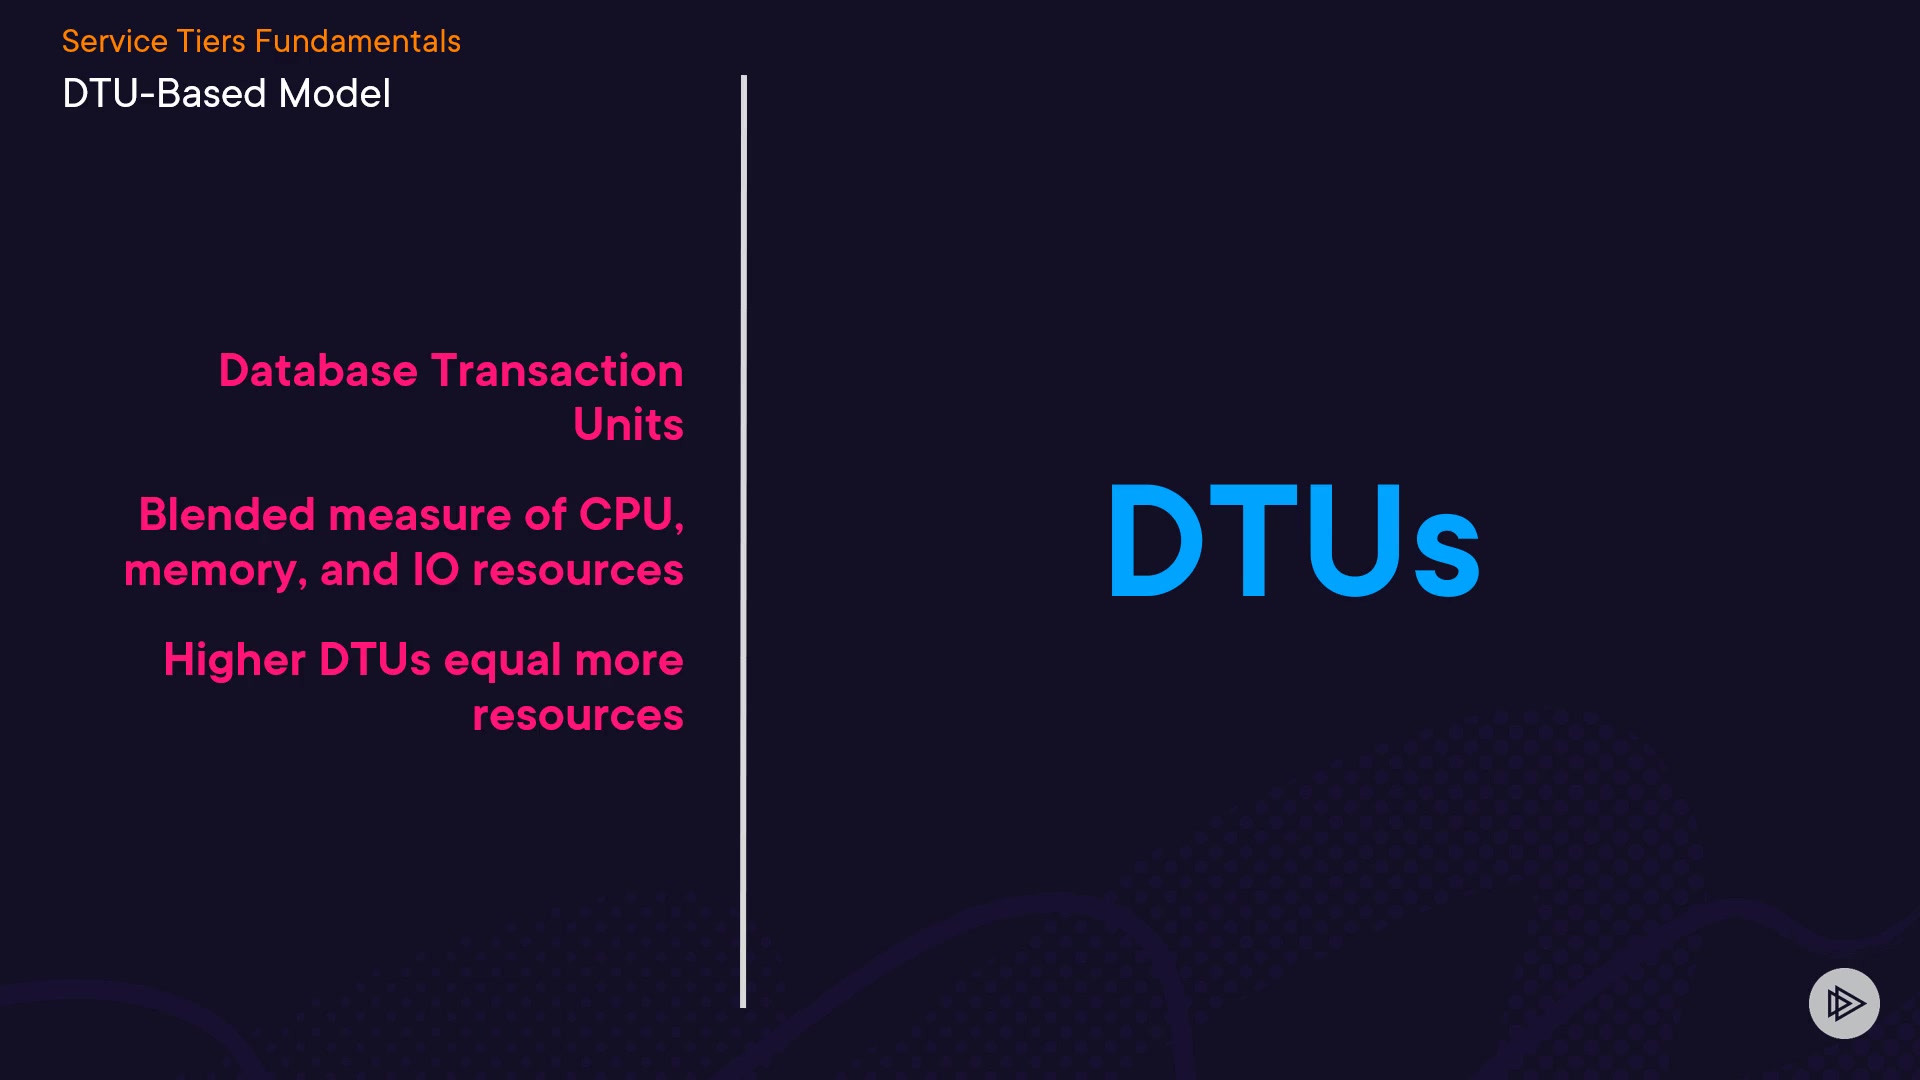 Service Tiers Fundamentals
DTU-Based Model
Database Transaction
Units
Blended measure of CPU,
memory, and IO resources
Higher DTUs equal more
resources
DTUs